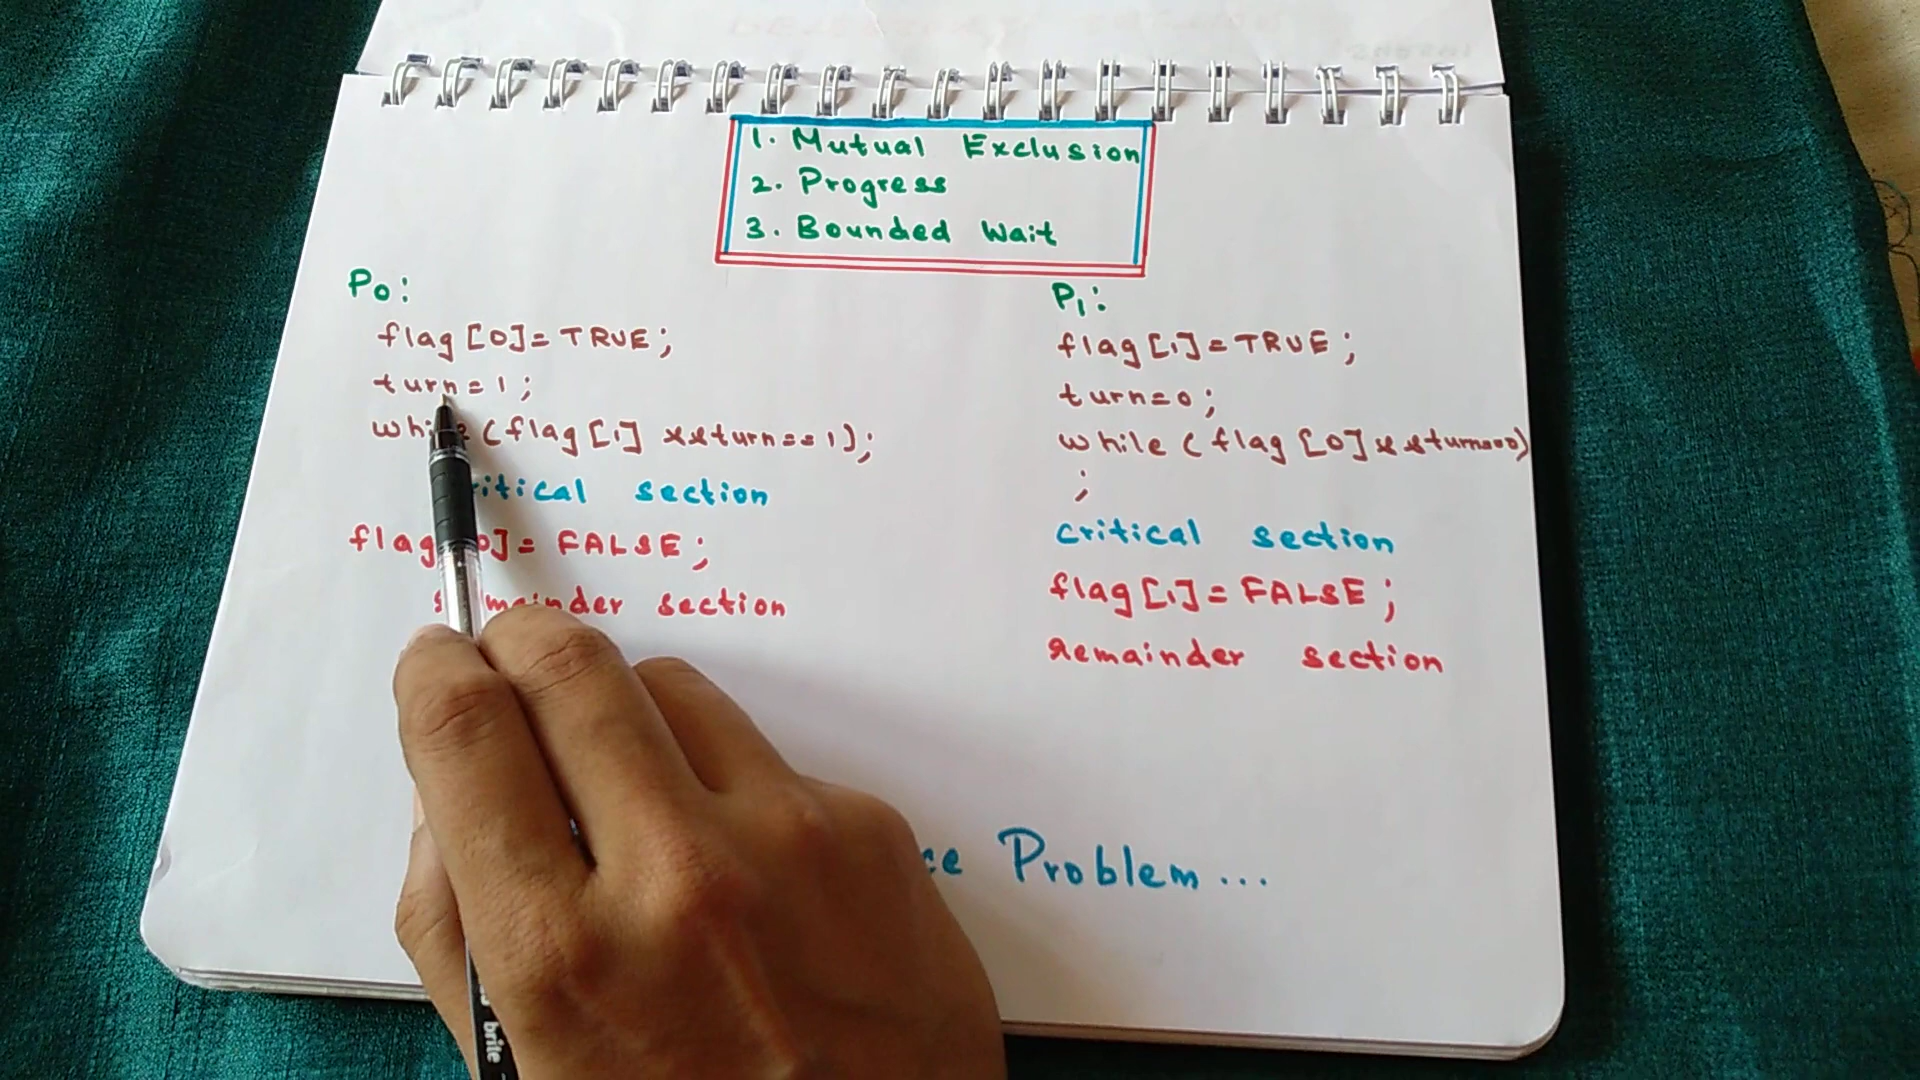 1. Mutual Exclusion
2. Progress
3. Bounded Wait
P0:
flag[0]=TRUE;
turn=1;
(flag[1] &&turn==1);
section
= FALSE;
section
P1:
flag[1]=TRUE;
turn=0;
while (flag[0]&&turn==0)
;
critical section
flag[1]=FALSE;
Remainder section
Problem...
brite